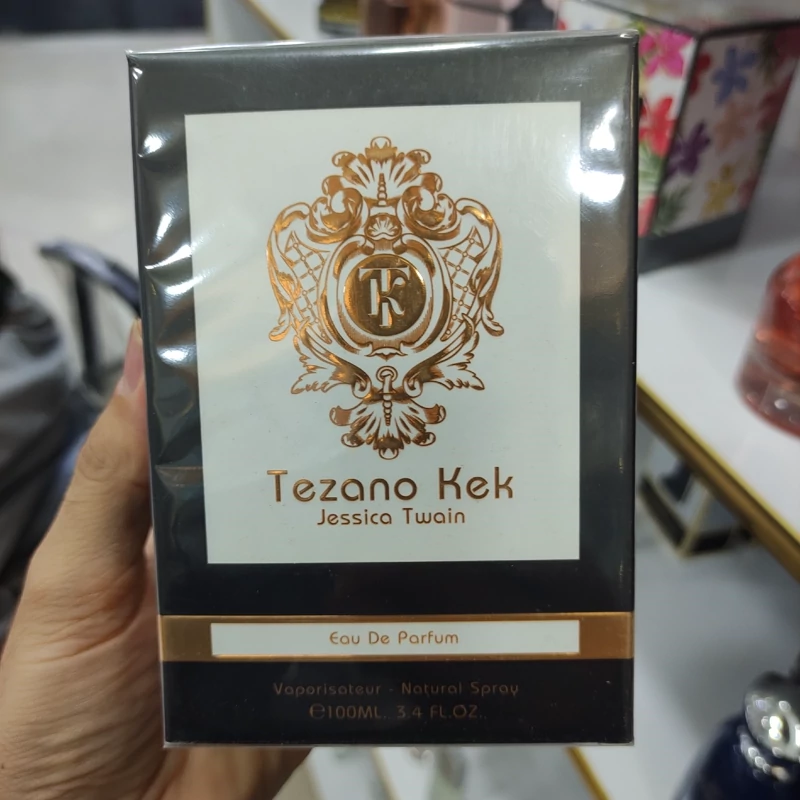 TK
Tezano Kek
Jessica Twain
Eau De Parfum
Vaporisateur - Natural Spray
℮100ML. 3.4 FL.OZ.